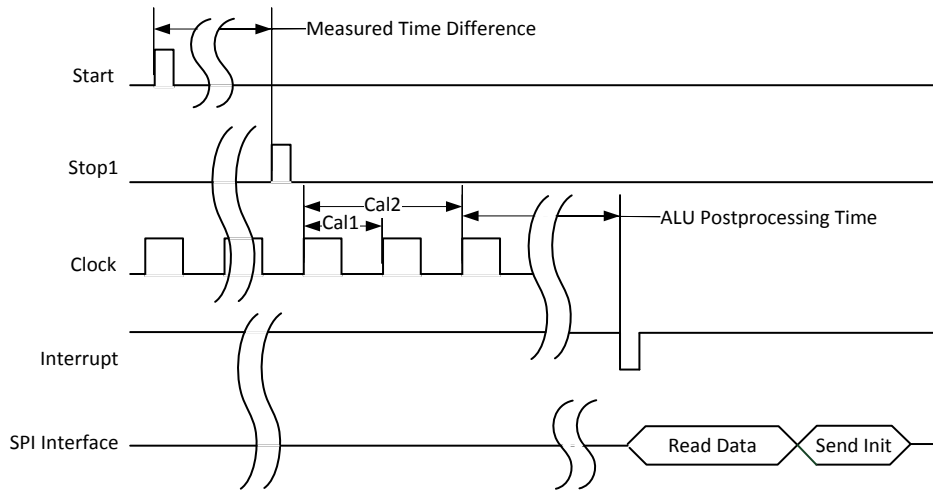 Measured Time Difference
Start
Stop1
Cal2
Cal1
ALU Postprocessing Time
Clock
Interrupt
SPI Interface
Read Data
Send Init